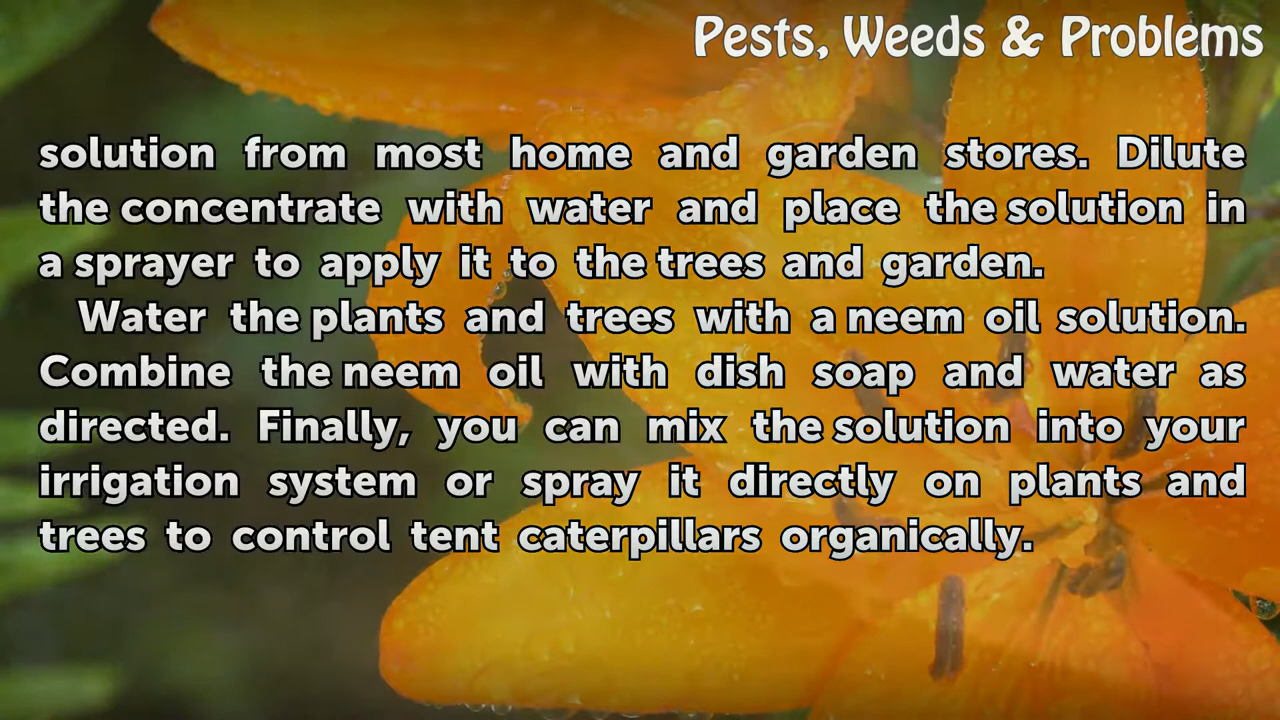 Pests, Weeds & Problems
solution from most home and garden stores. Dilute
the concentrate with water and place the solution in
a sprayer to apply it to the trees and garden.
Water the plants and trees with a neem oil solution.
Combine the neem oil with dish soap and water as
directed. Finally, you can mix the solution into your
irrigation system or spray it directly on plants and
trees to control tent caterpillars organically.